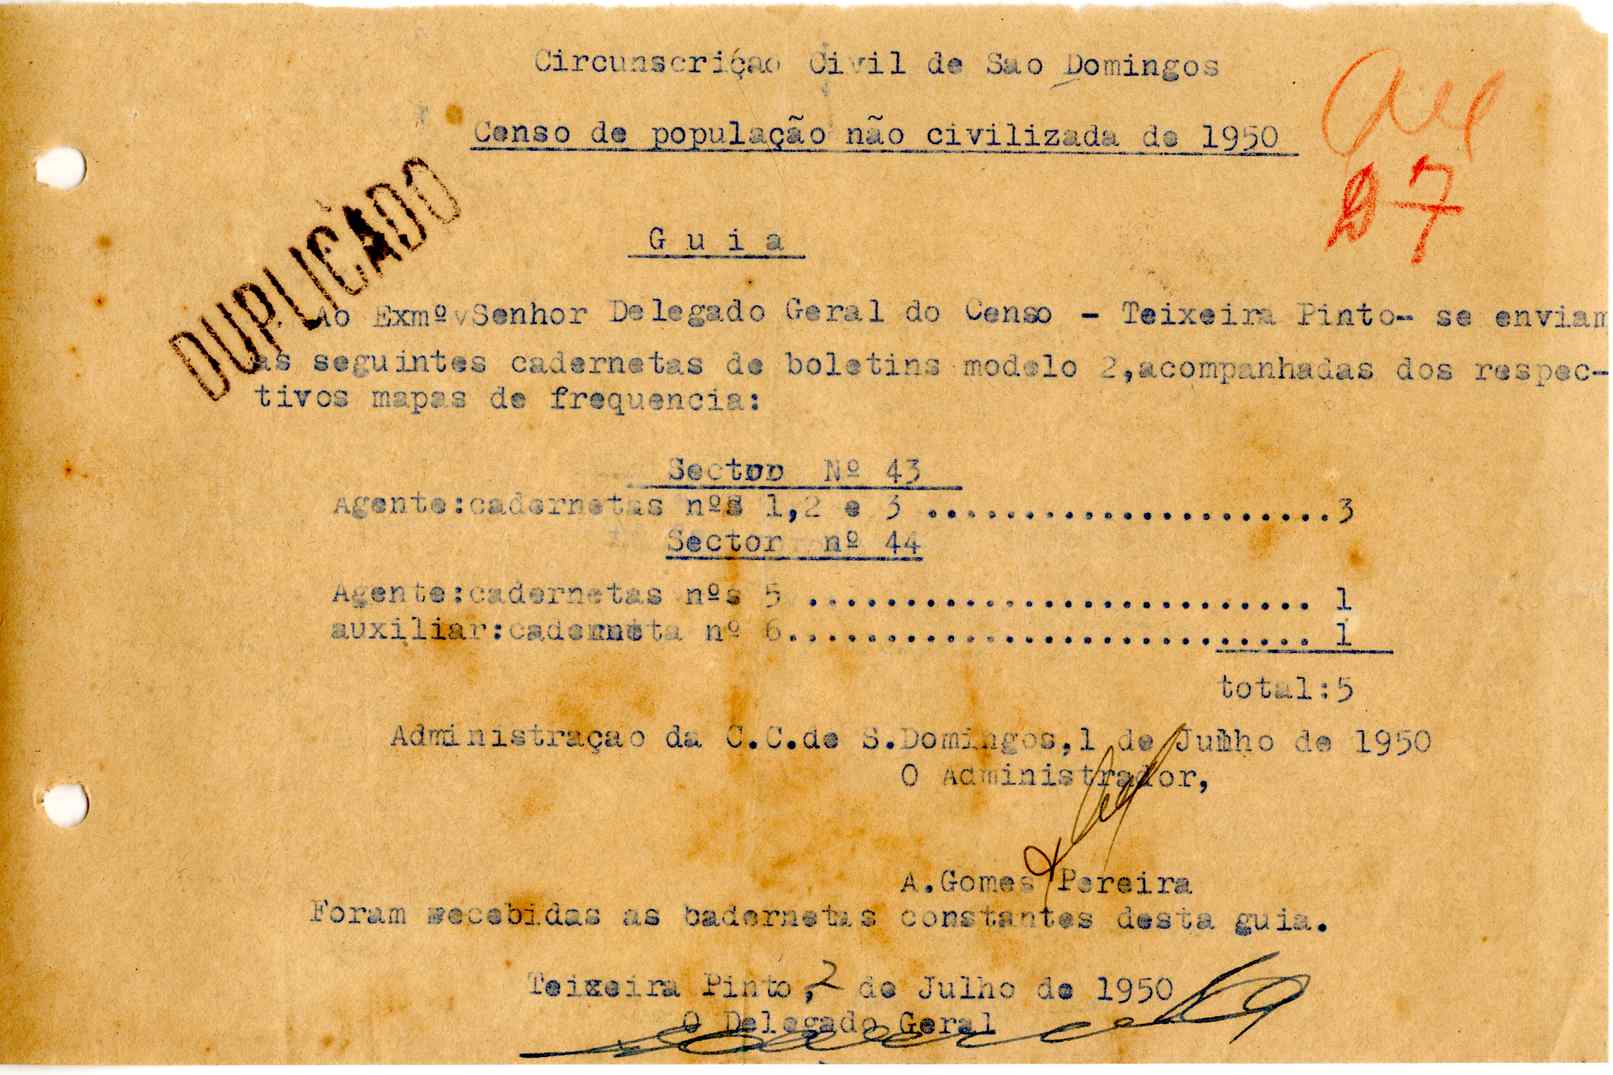 Circunscrição Civil de Sao Domingos
Censo de população não civilizada de 1950
D 7
DUPLICADO
G u i a
Ao Exmº Senhor Delegado Geral do Censo - Teixeira Pinto- se enviam
as seguintes cadernetas de boletins modelo 2,acompanhadas dos respec-
tivos mapas de frequencia:
Sector Nº 43
Agente:cadernetas nºs 1,2 e 3 .......................3
Sector nº 44
Agente:cadernetas nºs 5 .......................... 1
auxiliar:caderneta nº 6........................... 1
total:5
Administraçao da C.C.de S.Domingos,1 de Julho de 1950
O Administrador,
A.Gomes Pereira
Foram recebidas as cadernetas constantes desta guia.
Teixeira Pinto, 2 de Julho de 1950
O Delegado Geral